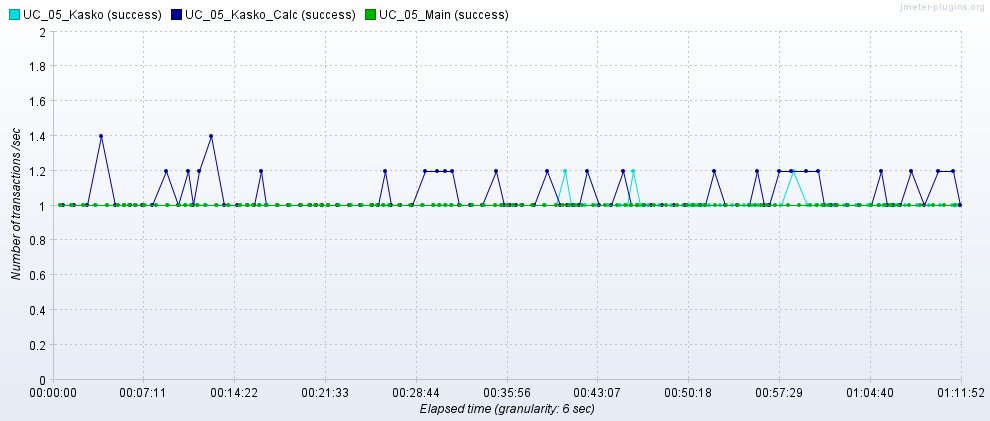 UC_05_Kasko (success) UC_05_Kasko_Calc (success) UC_05_Main (success)
jmeter-plugins.org
2
1.8
1.6
1.4
1.2
1
0.8
0.6
0.4
0.2
0
Number of transactions /sec
00:00:00 00:07:11 00:14:22 00:21:33 00:28:44 00:35:56 00:43:07 00:50:18 00:57:29 01:04:40 01:11:52
Elapsed time (granularity: 6 sec)